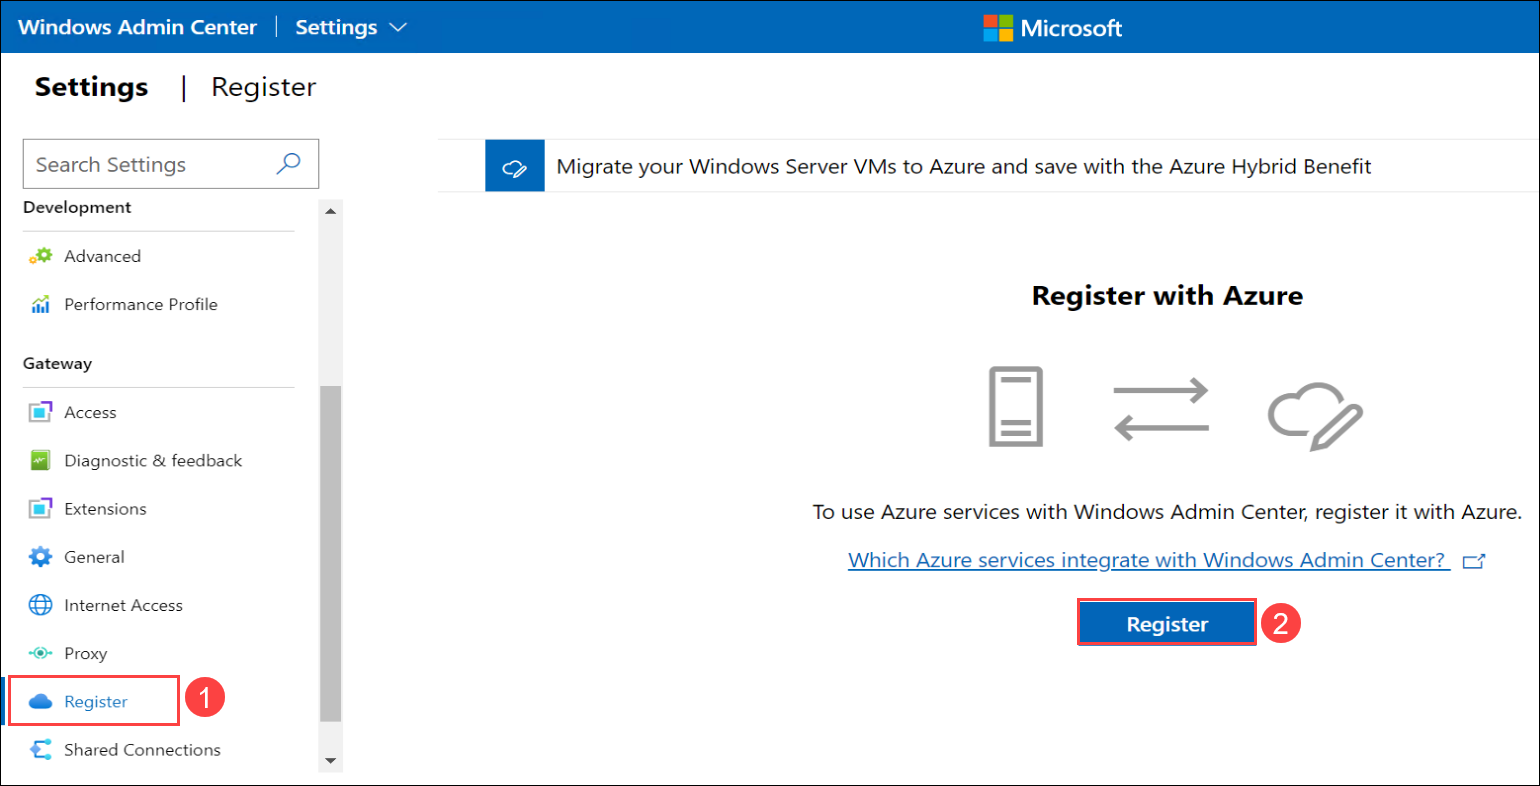 Windows Admin Center | Settings
Microsoft
Settings | Register
Search Settings
Migrate your Windows Server VMs to Azure and save with the Azure Hybrid Benefit
Development
Advanced
Performance Profile
Gateway
Access
Diagnostic & feedback
Extensions
General
Internet Access
Proxy
Register 1
Shared Connections
Register with Azure
To use Azure services with Windows Admin Center, register it with Azure.
Which Azure services integrate with Windows Admin Center?
Register 2